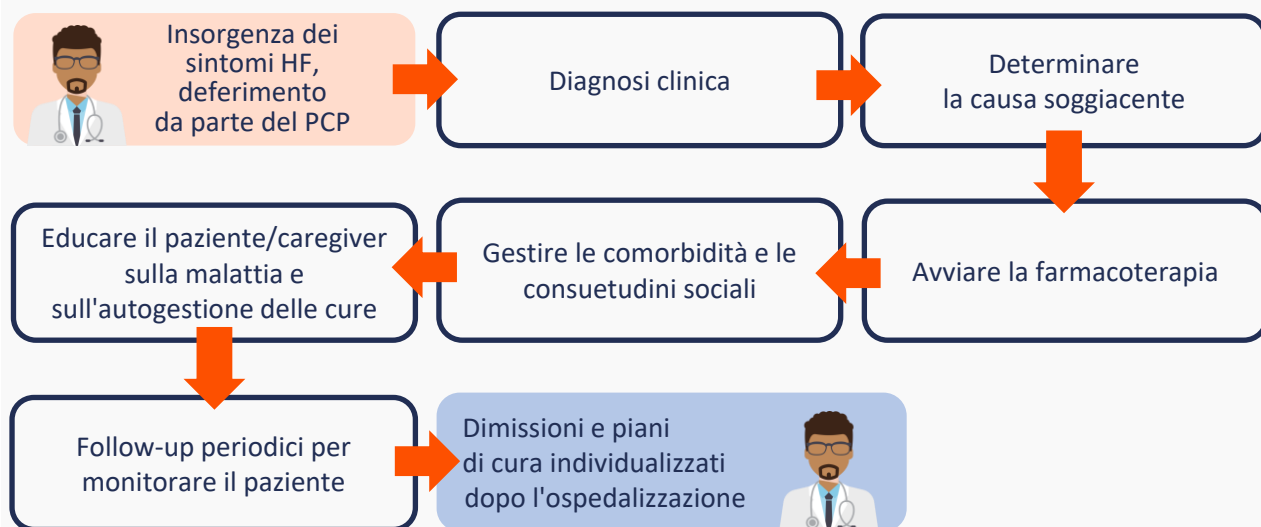 Insorgenza dei
sintomi HF,
deferimento
da parte del PCP
Diagnosi clinica
Determinare
la causa soggiacente
Avviare la farmacoterapia
Gestire le comorbidità e le
consuetudini sociali
Educare il paziente/caregiver
sulla malattia e
sull'autogestione delle cure
Follow-up periodici per
monitorare il paziente
Dimissioni e piani
di cura individualizzati
dopo l'ospedalizzazione